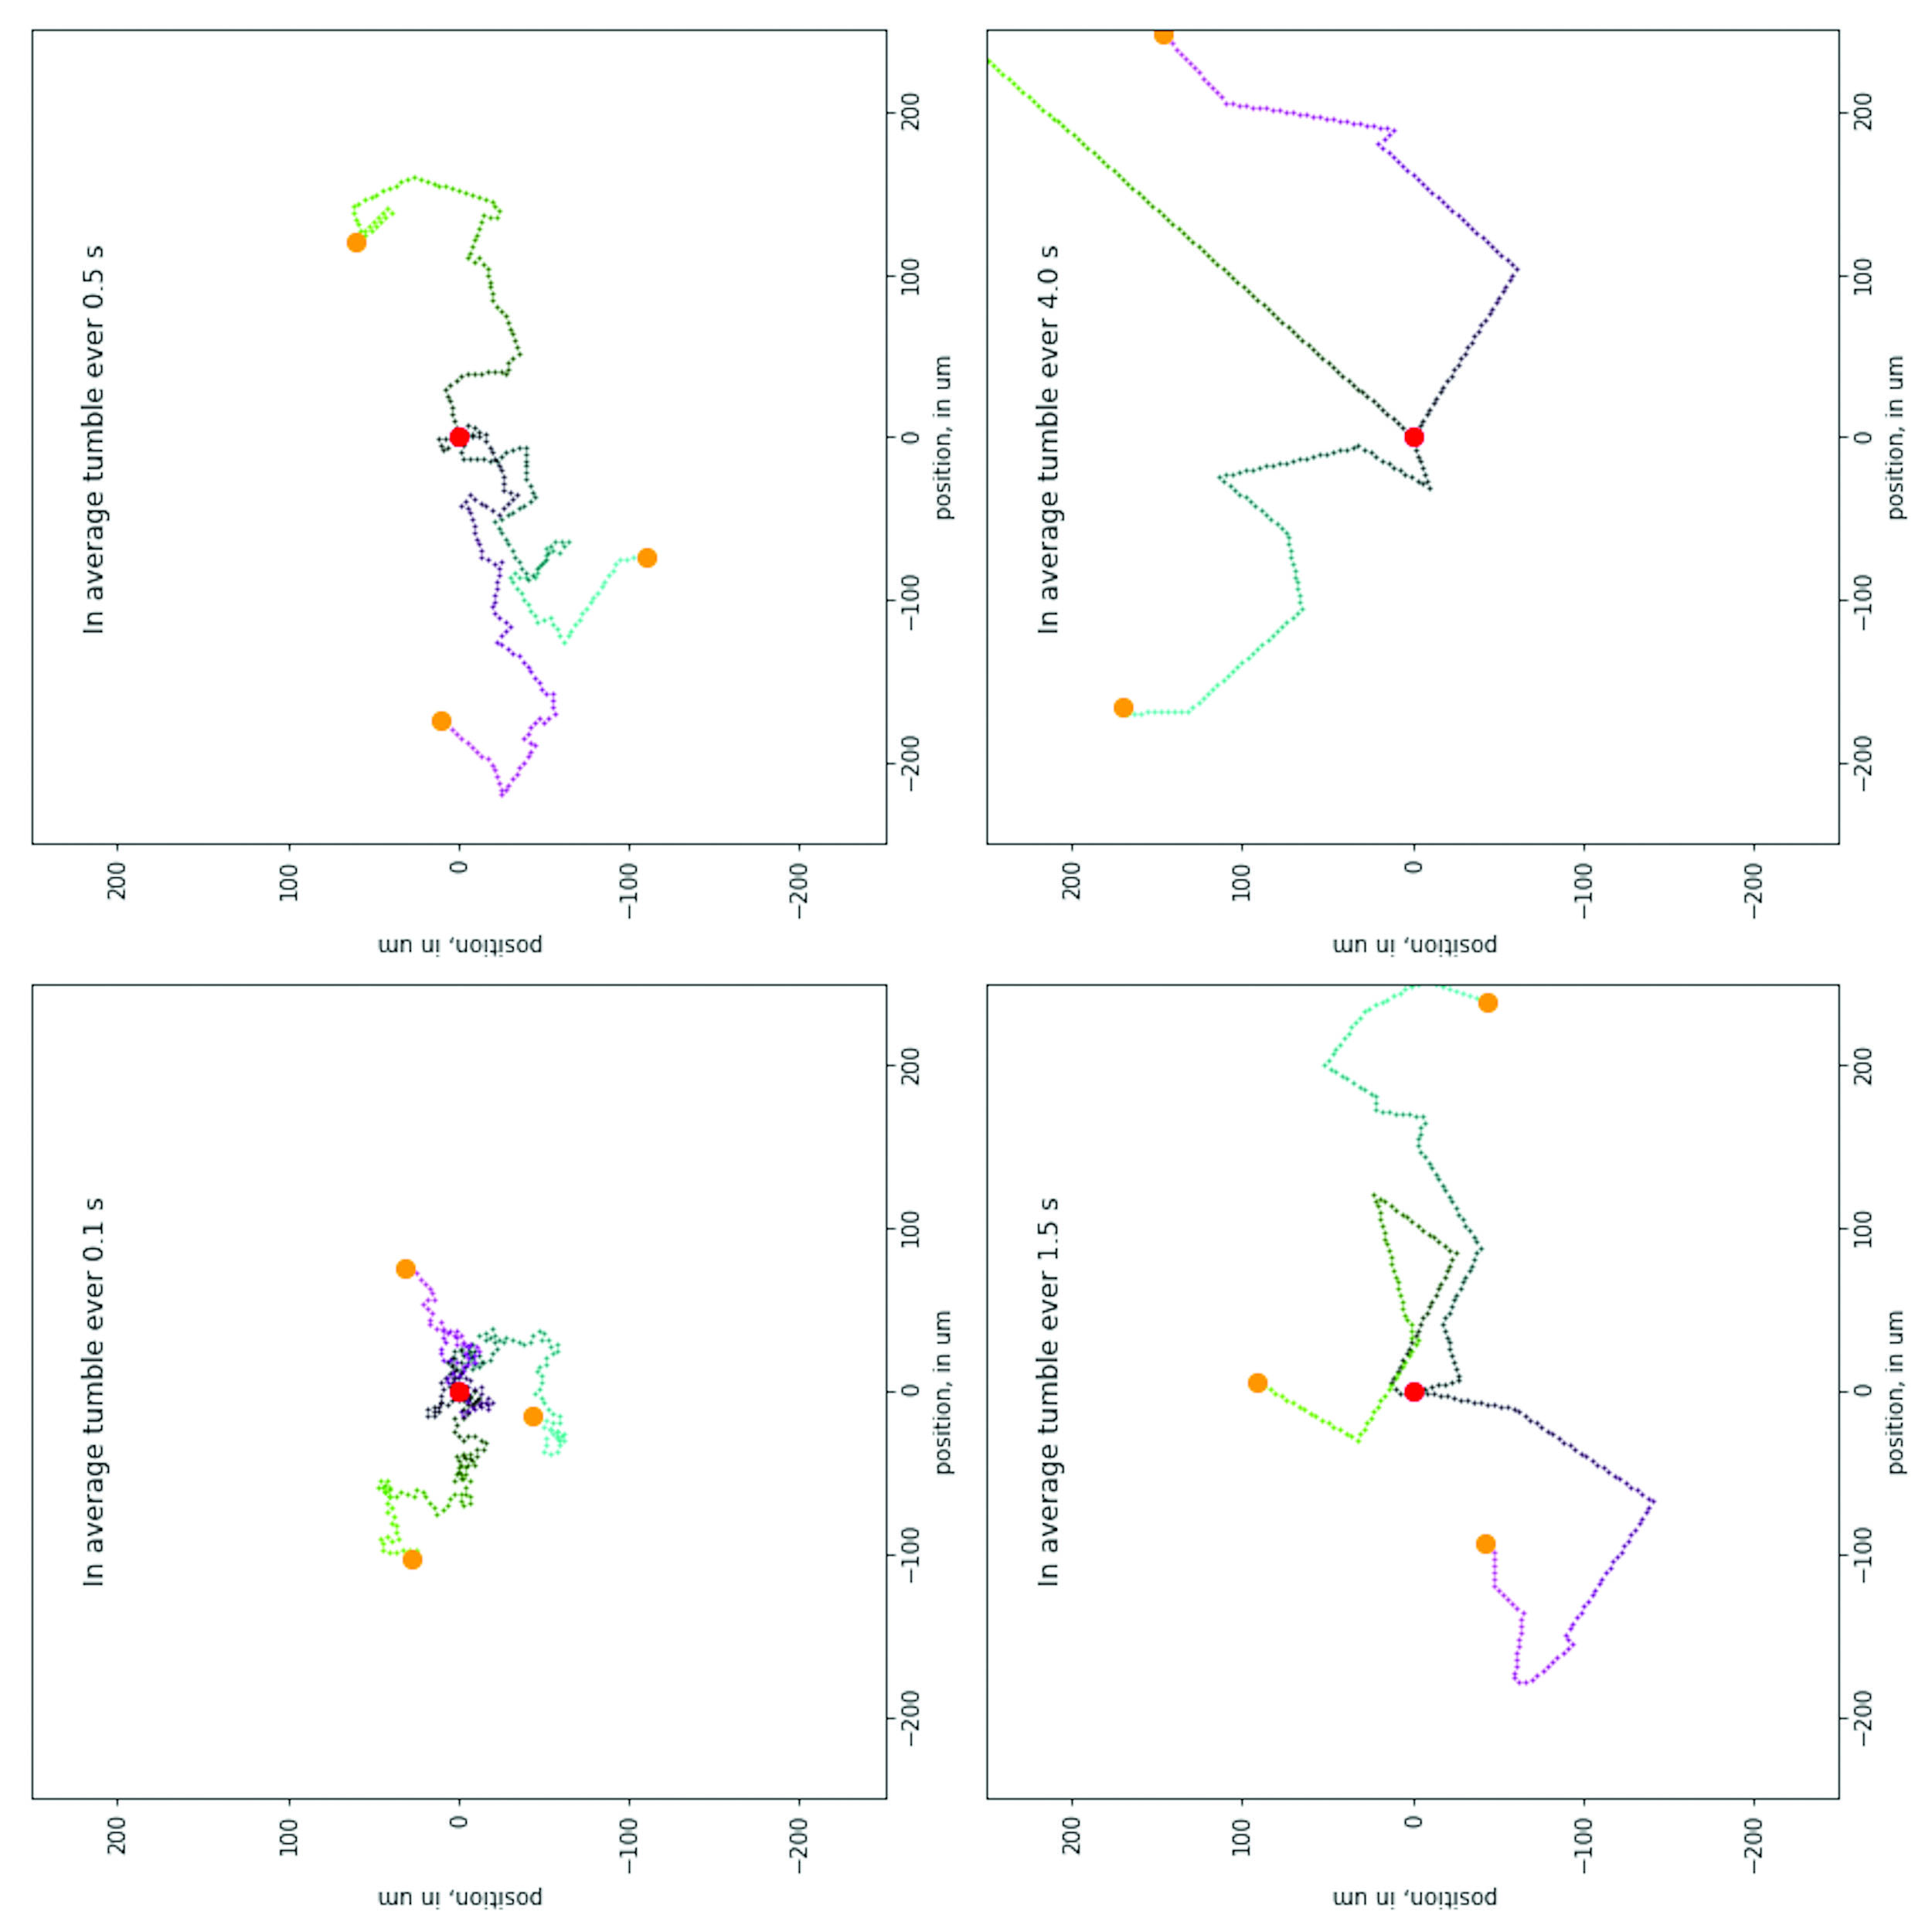 In average tumble ever 0.1 s
position, in um
200
100
0
−100
−200
−200 −100 0 100 200
position, in um
In average tumble ever 0.5 s
position, in um
200
100
0
−100
−200
−200 −100 0 100 200
position, in um
In average tumble ever 1.5 s
position, in um
200
100
0
−100
−200
−200 −100 0 100 200
position, in um
In average tumble ever 4.0 s
position, in um
200
100
0
−100
−200
−200 −100 0 100 200
position, in um